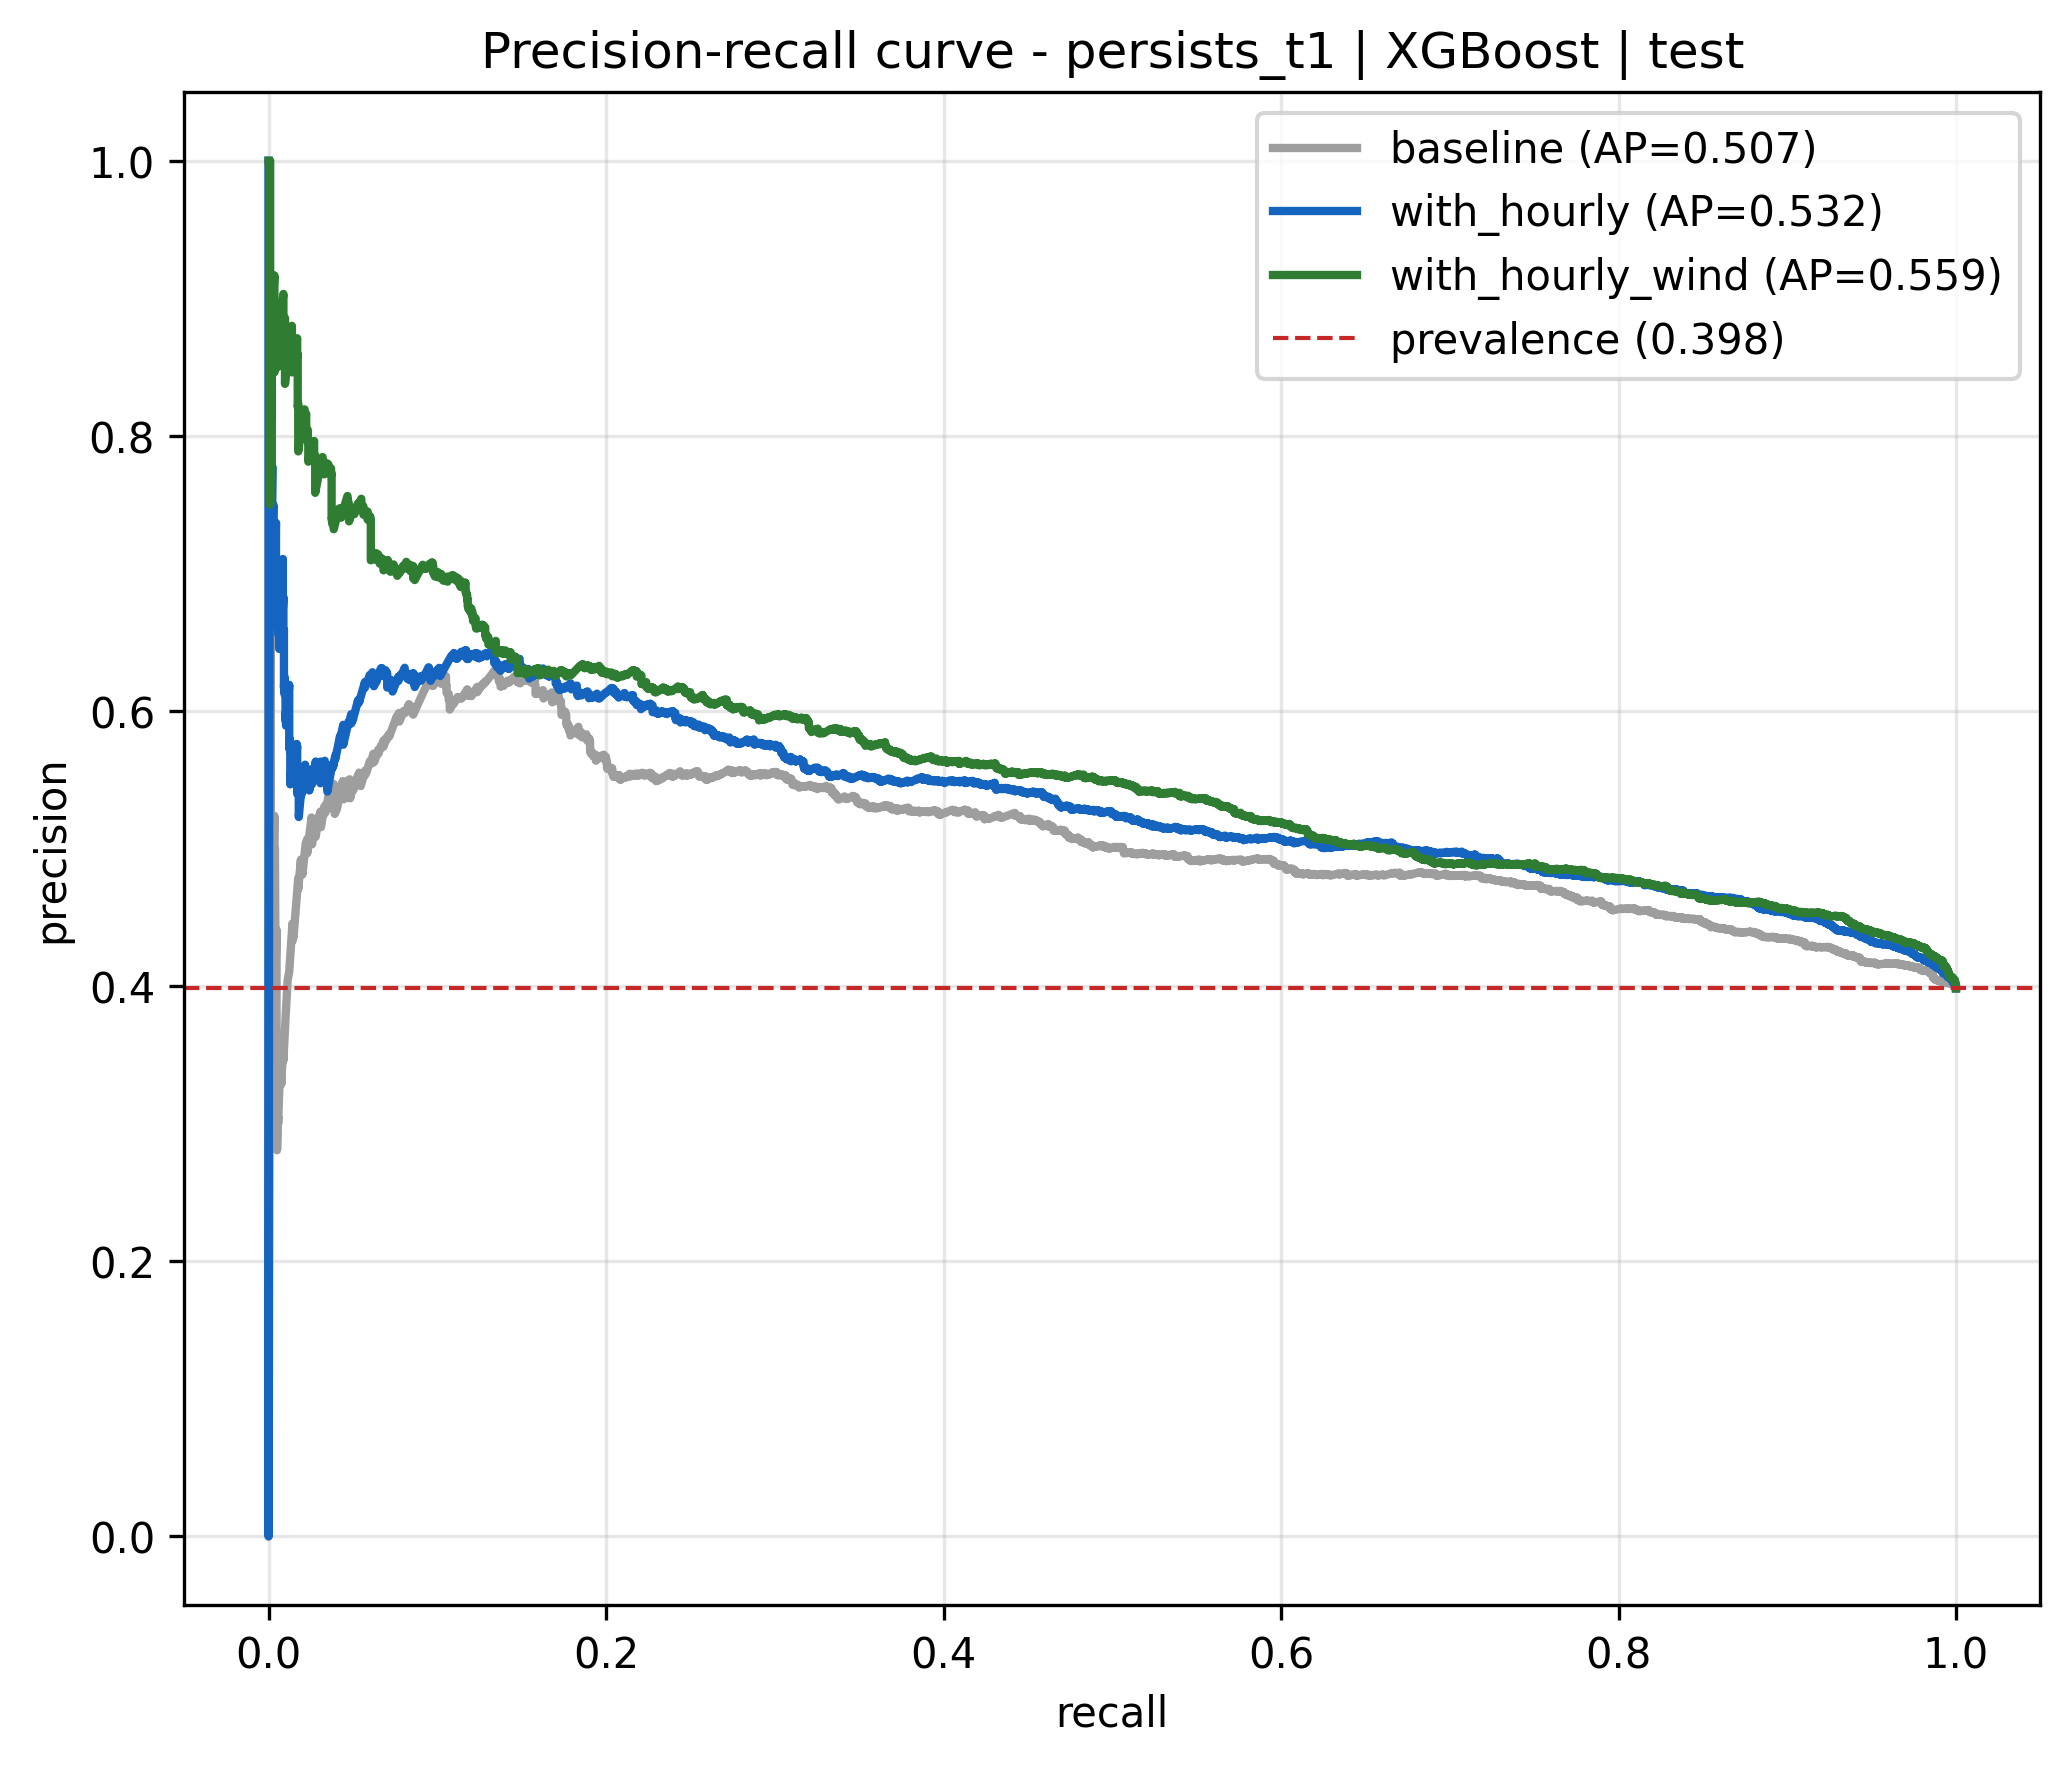 Precision-recall curve - persists_t1 | XGBoost | test
baseline (AP=0.507)
with_hourly (AP=0.532)
with_hourly_wind (AP=0.559)
prevalence (0.398)
precision
1.0
0.8
0.6
0.4
0.2
0.0
0.0 0.2 0.4 0.6 0.8 1.0
recall